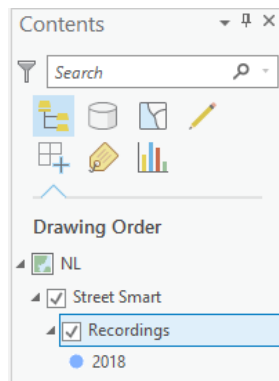 Contents
Search
Drawing Order
NL
Street Smart
Recordings
2018